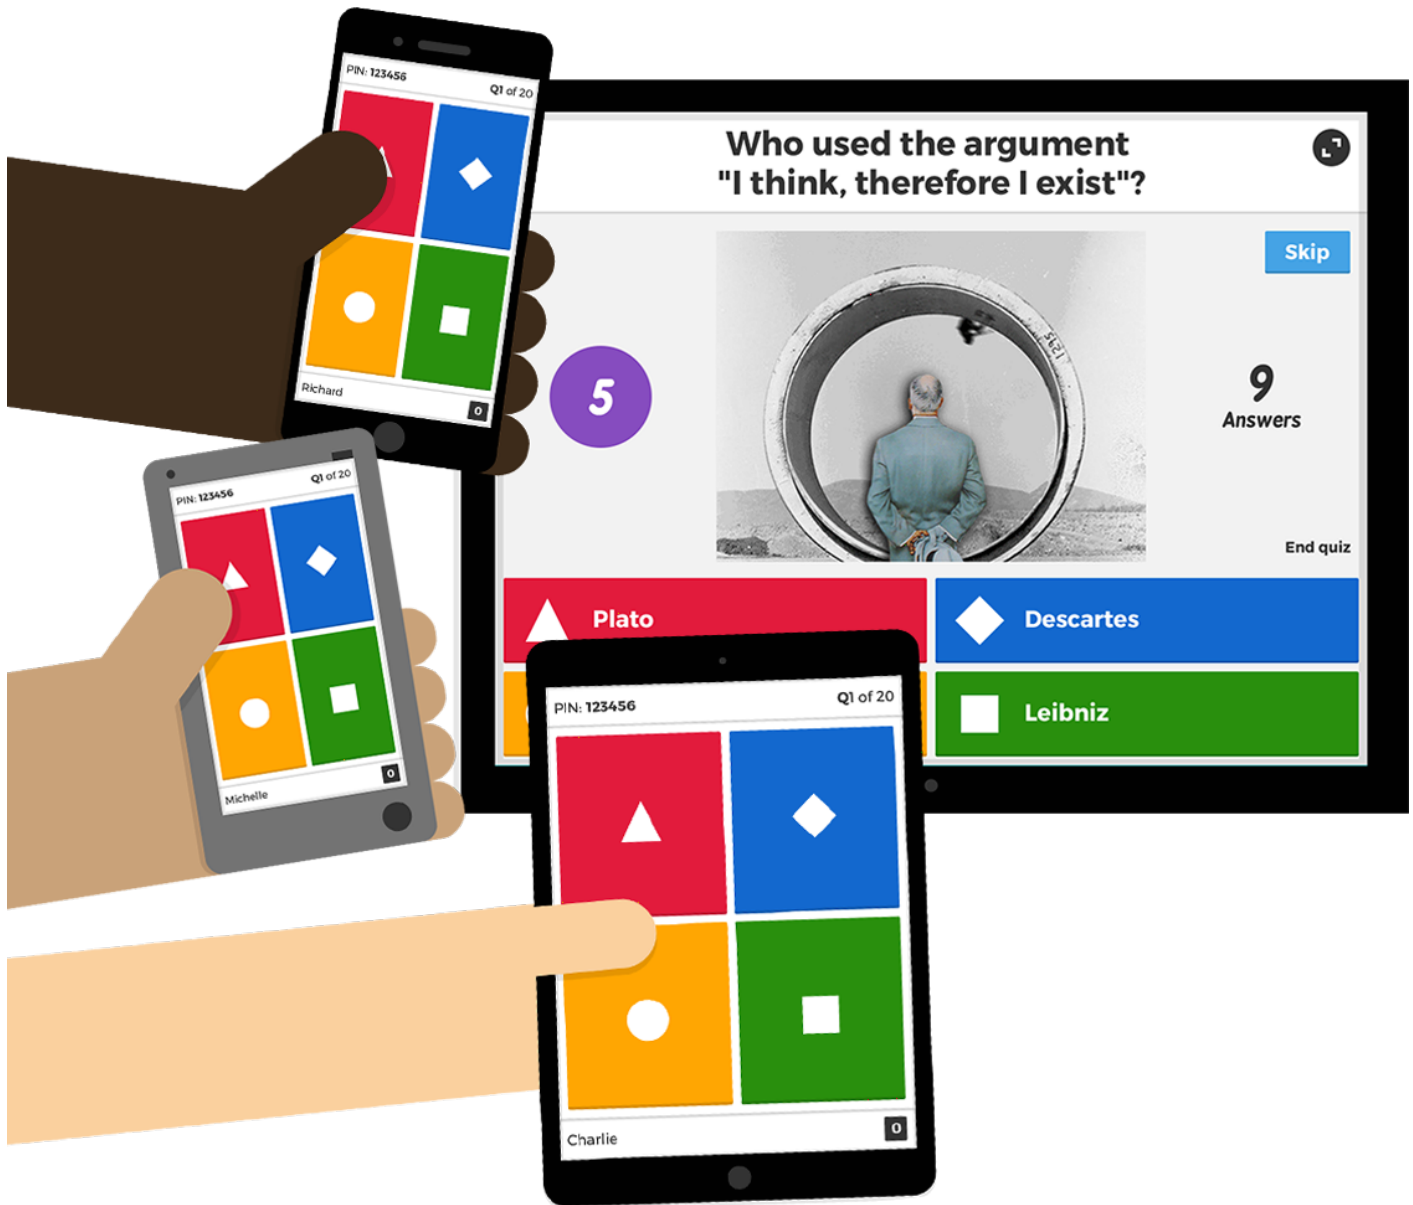 PIN: 123456
Q1 of 20
Richard
0
Who used the argument
"I think, therefore I exist"?
Skip
5
1295
9
Answers
End quiz
Plato
Descartes
Leibniz
PIN: 123456
Q1 of 20
Michelle
0
PIN: 123456
Q1 of 20
Charlie
0